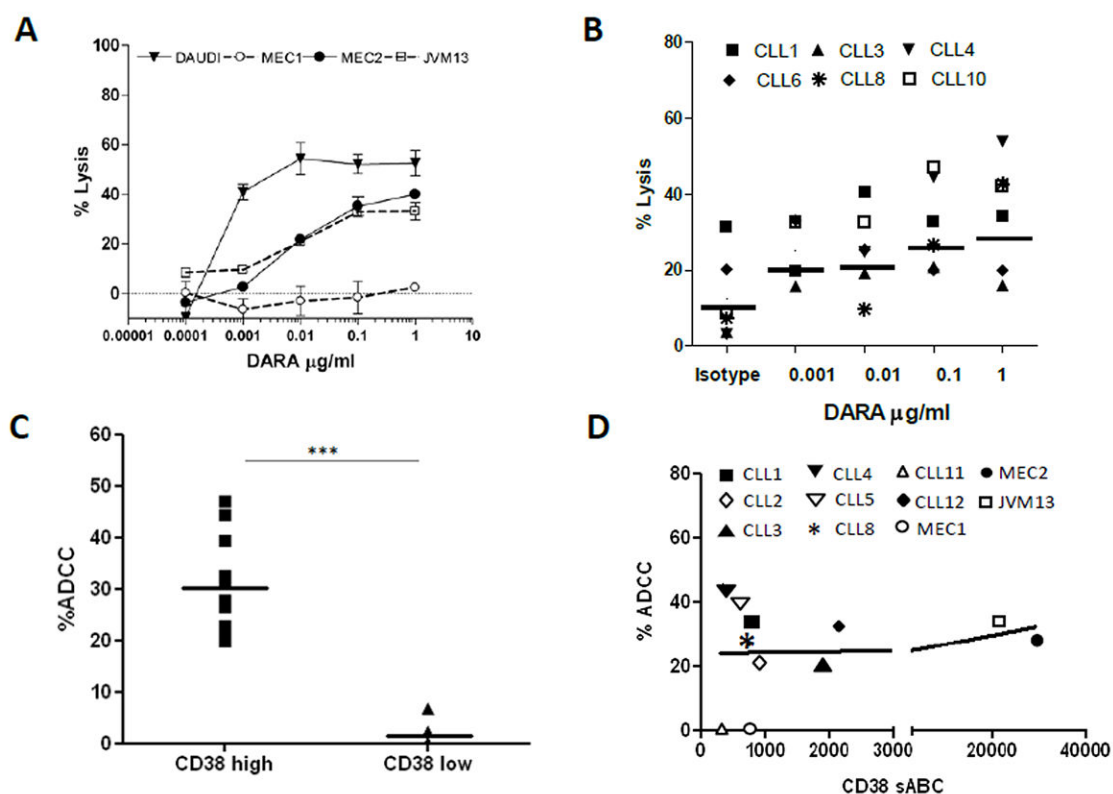 A
100
80
60
40
20
0
% Lysis
DAUDI MEC1 MEC2 JVM13
0.00001 0.0001 0.001 0.01 0.1 1 10
DARA µg/ml
B
80
60
40
20
0
% Lysis
CLL1 CLL3 CLL4
CLL6 CLL8 CLL10
Isotype 0.001 0.01 0.1 1
DARA µg/ml
C
60
50
40
30
20
10
0
%ADCC
***
CD38 high CD38 low
D
80
60
40
20
0
% ADCC
CLL1 CLL4 CLL11 MEC2
CLL2 CLL5 CLL12 JVM13
CLL3 CLL8 MEC1
0 1000 2000 3000 20000 40000
CD38 sABC